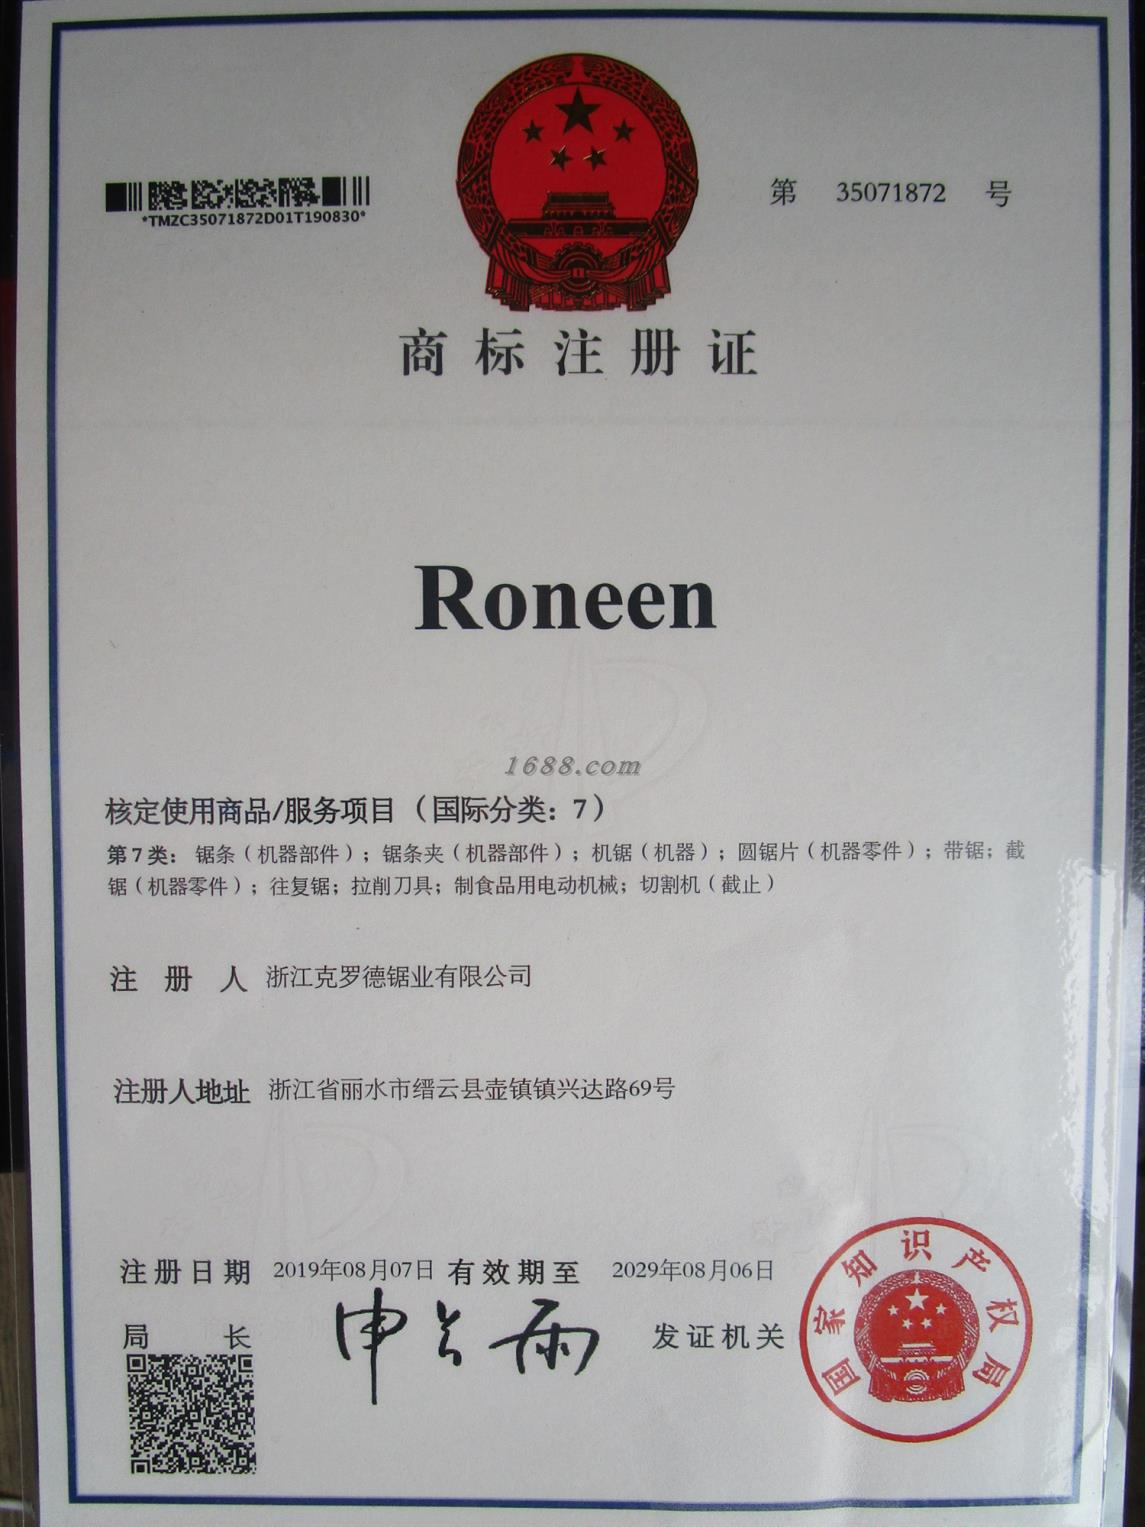 *TMZC35071872D01T190830*
第 35071872 号
商标注册证
Roneen
1688.com
核定使用商品/服务项目（国际分类：7）
第7类：锯条（机器部件）；锯条夹（机器部件）；机锯（机器）；圆锯片（机器零件）；带锯；截
锯（机器零件）；往复锯；拉削刀具；制食品用电动机械；切割机（截止）
注册人 浙江克罗德锯业有限公司
注册人地址 浙江省丽水市缙云县壶镇镇兴达路69号
注册日期 2019年08月07日 有效期至 2029年08月06日
局长 申长雨 发证机关
国家知识产权局